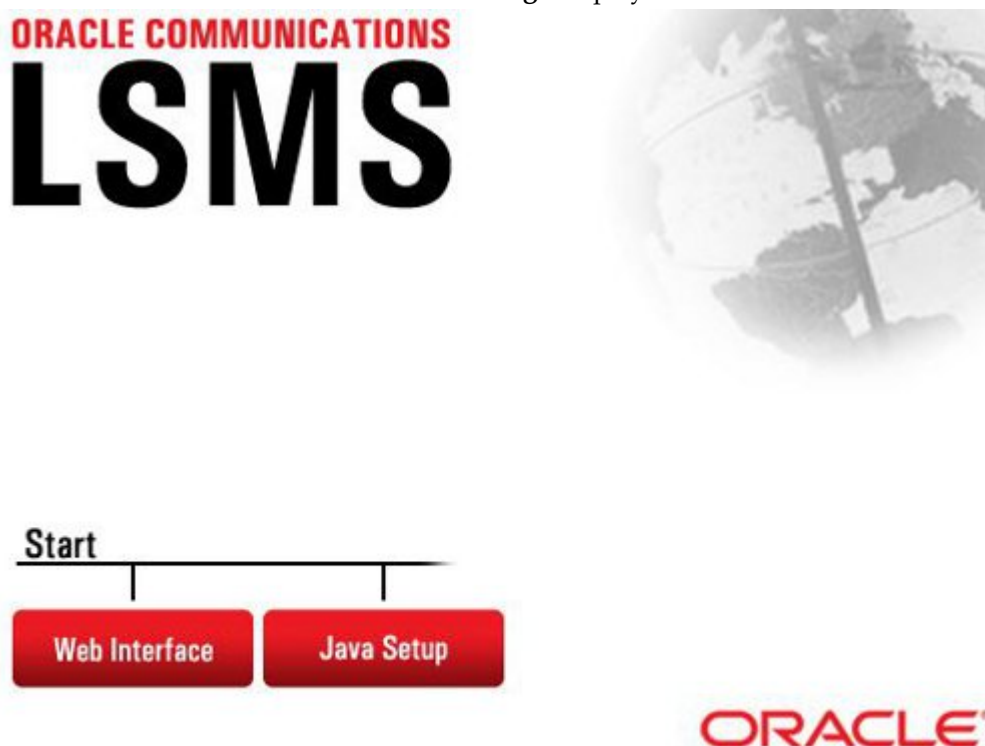 ORACLE COMMUNICATIONS
LSMS
Start
Web Interface
Java Setup
ORACLE